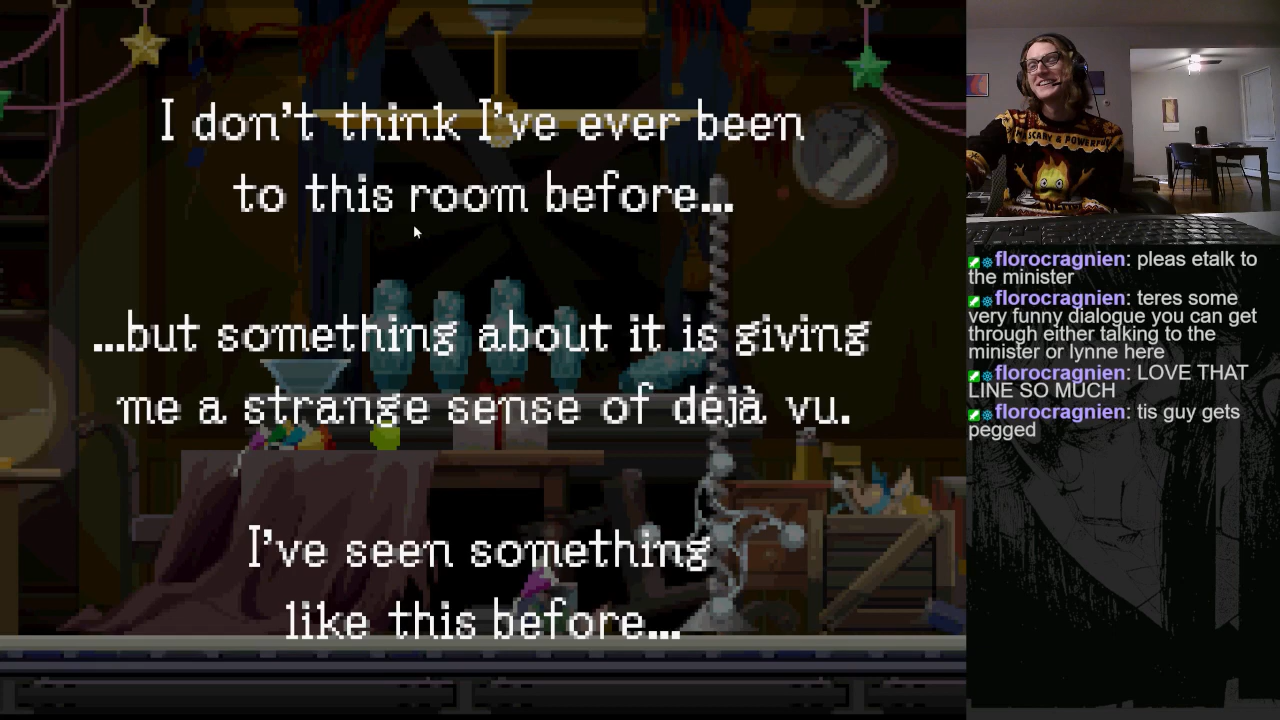 I don't think I've ever been
to this room before...
...but something about it is giving
me a strange sense of déjà vu.
I've seen something
like this before...
SCARY & POWERFUL
florocragnien: pleas etalk to
the minister
florocragnien: teres some
very funny dialogue you can get
through either talking to the
minister or lynne here
florocragnien: LOVE THAT
LINE SO MUCH
florocragnien: tis guy gets
pegged